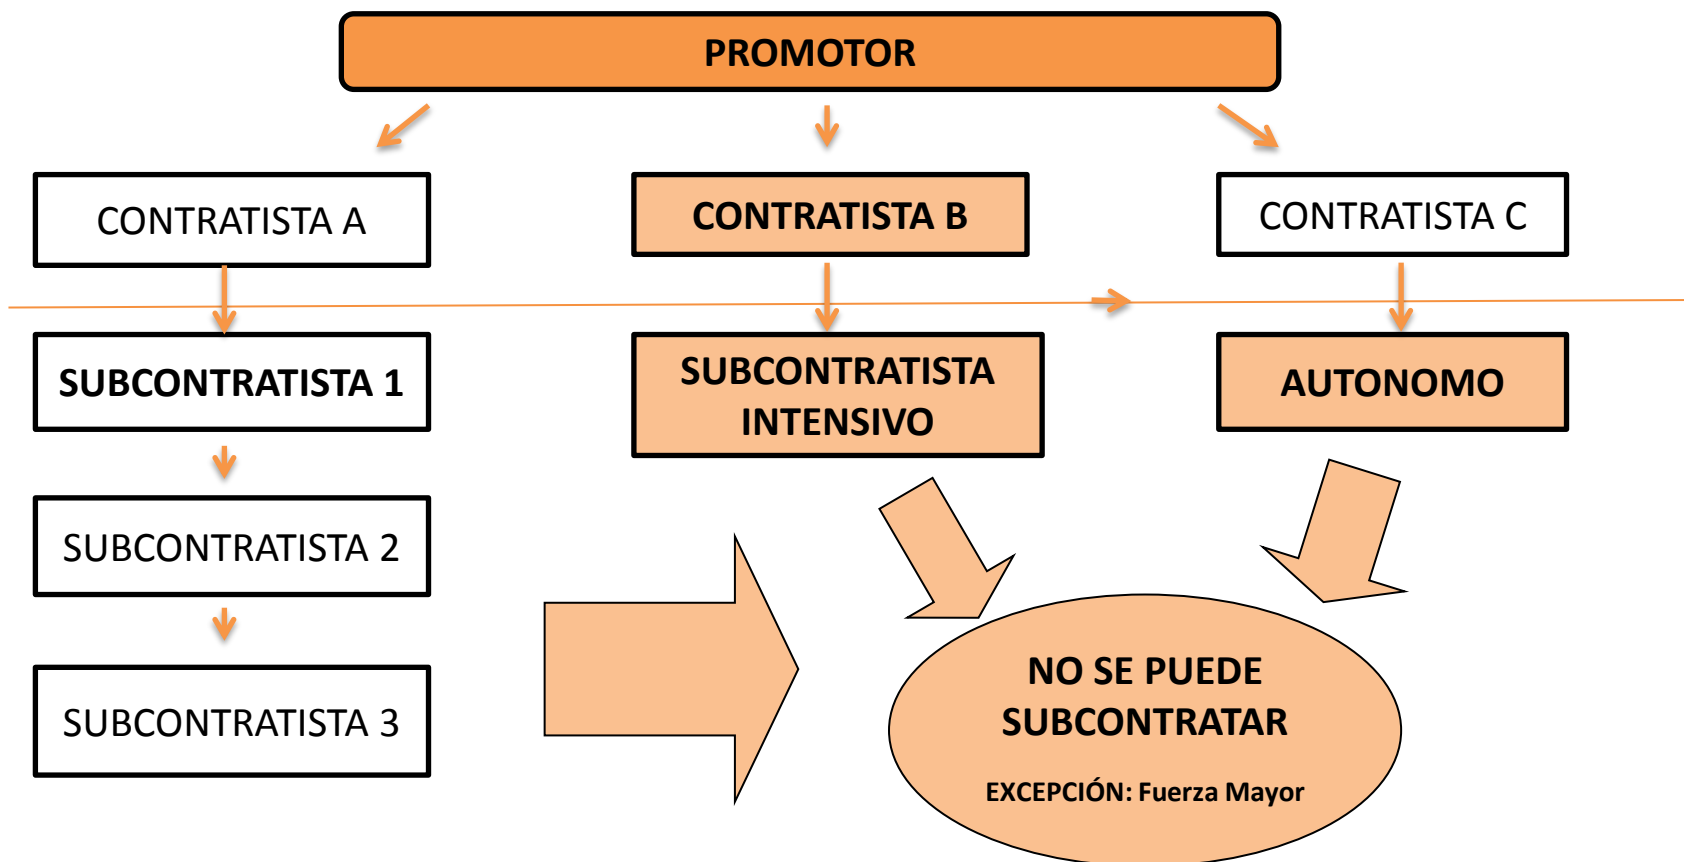 PROMOTOR
CONTRATISTA A
CONTRATISTA B
CONTRATISTA C
SUBCONTRATISTA 1
SUBCONTRATISTA
INTENSIVO
AUTONOMO
SUBCONTRATISTA 2
SUBCONTRATISTA 3
NO SE PUEDE
SUBCONTRATAR
EXCEPCIÓN: Fuerza Mayor